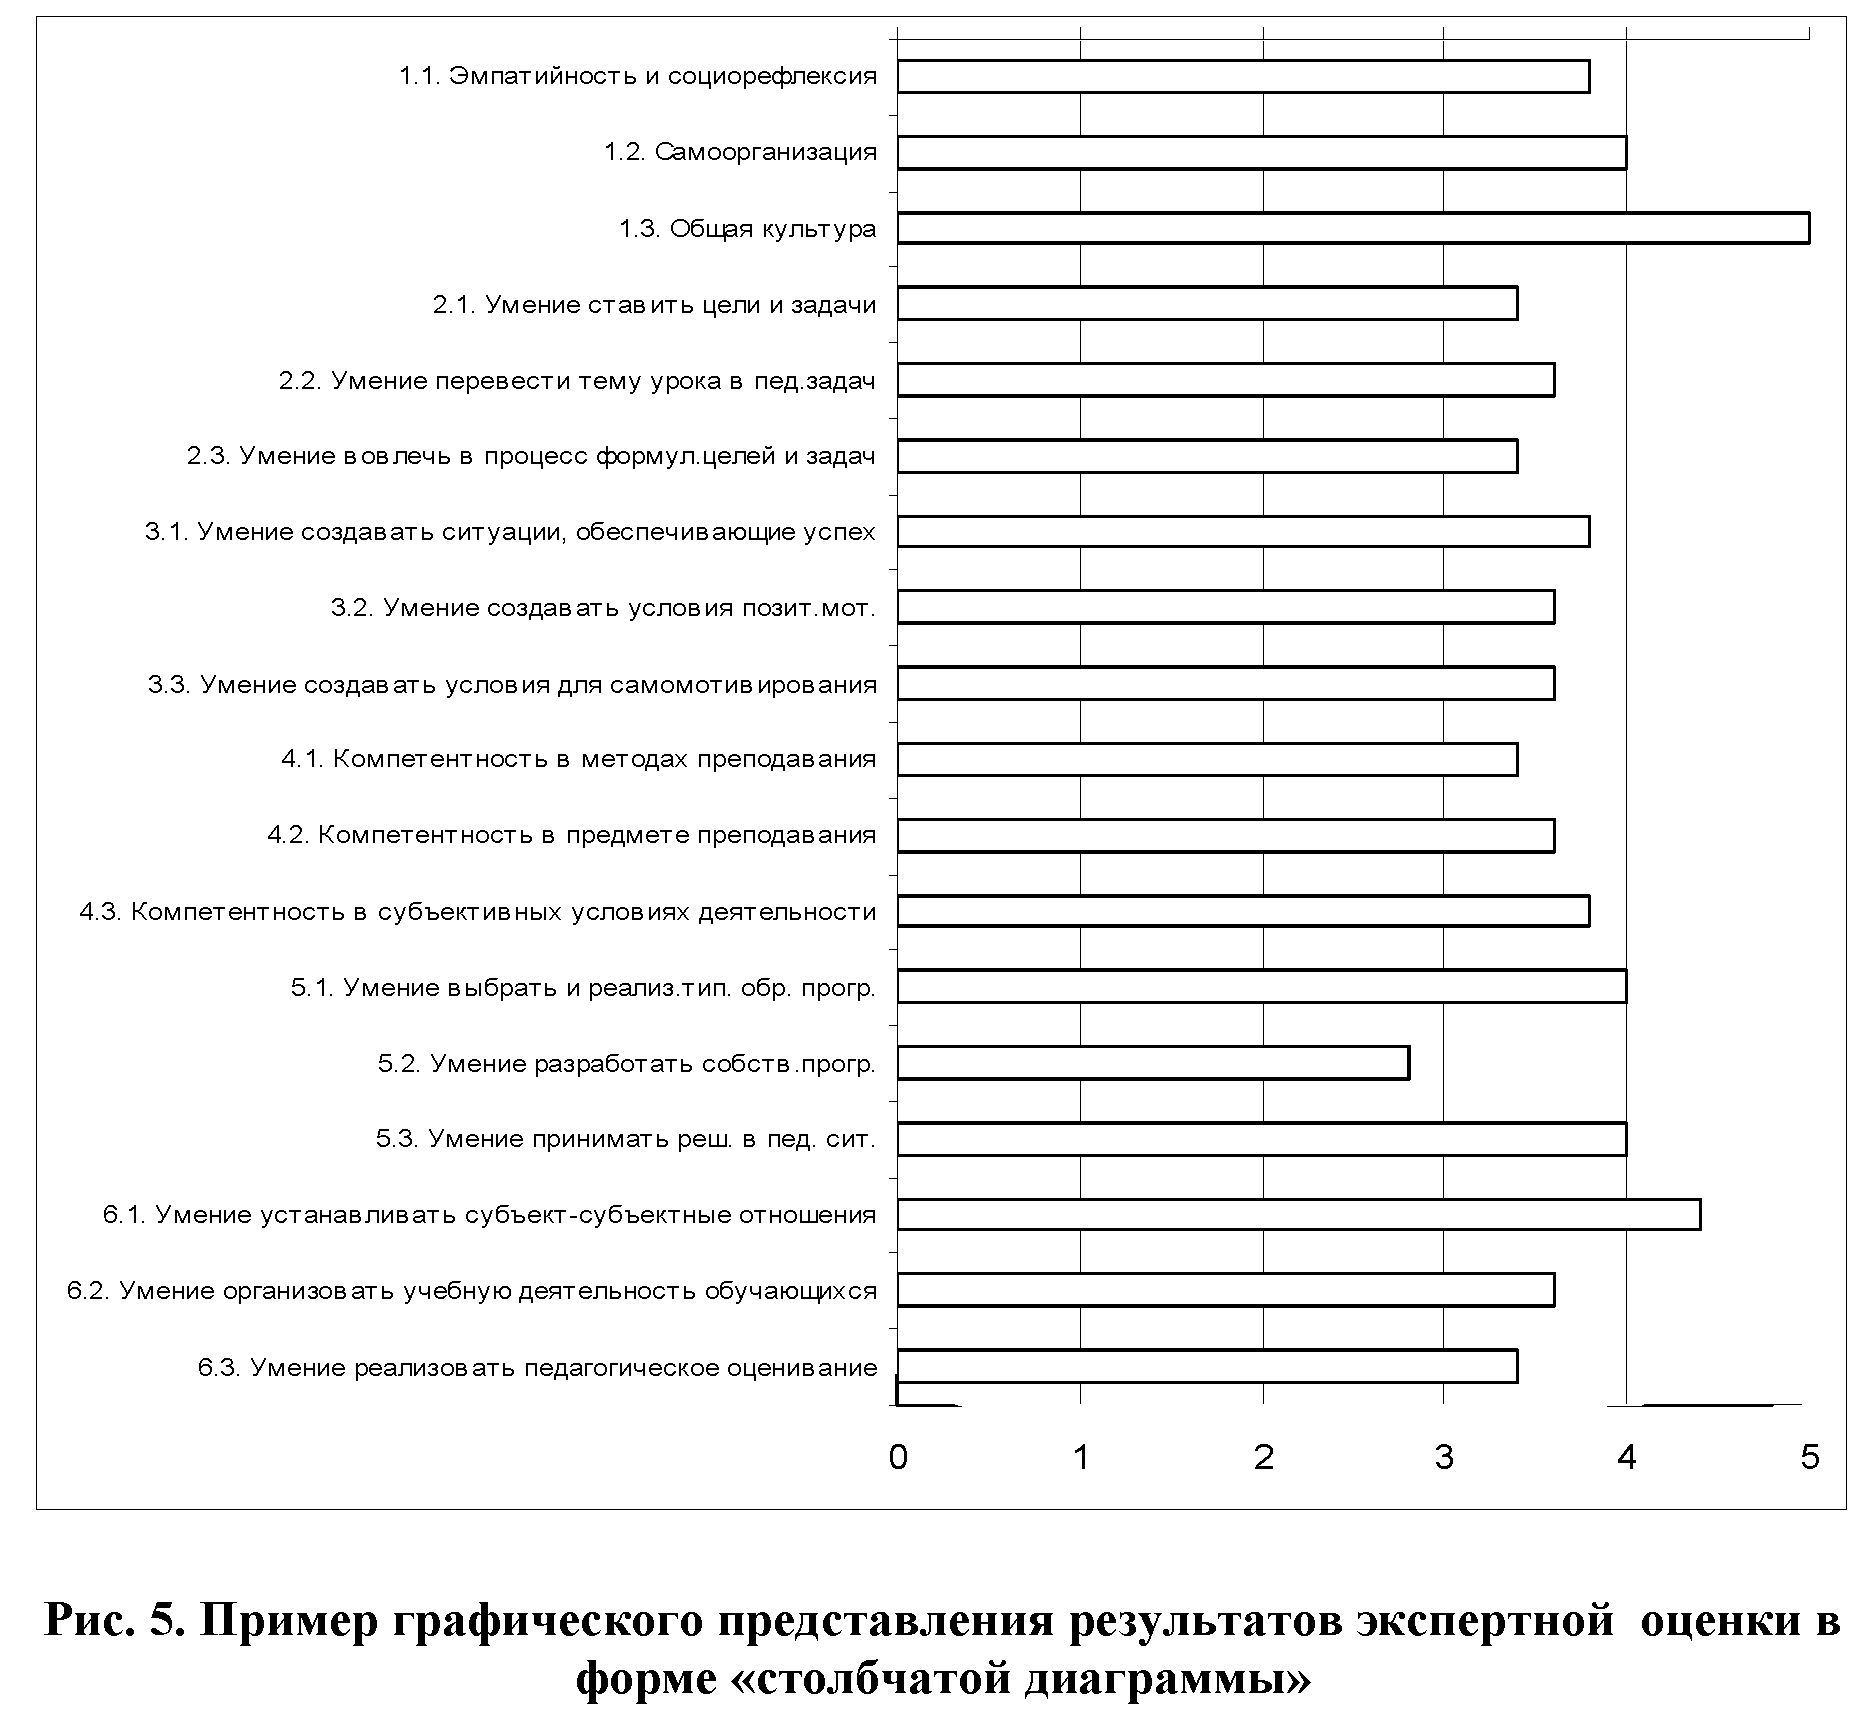 1.1. Эмпатийность и социорефлексия
1.2. Самоорганизация
1.3. Общая культура
2.1. Умение ставить цели и задачи
2.2. Умение перевести тему урока в пед.задач
2.3. Умение вовлечь в процесс формул.целей и задач
3.1. Умение создавать ситуации, обеспечивающие успех
3.2. Умение создавать условия позит.мот.
3.3. Умение создавать условия для самомотивирования
4.1. Компетентность в методах преподавания
4.2. Компетентность в предмете преподавания
4.3. Компетентность в субъективных условиях деятельности
5.1. Умение выбрать и реализ.тип. обр. прогр.
5.2. Умение разработать собств.прогр.
5.3. Умение принимать реш. в пед. сит.
6.1. Умение устанавливать субъект-субъектные отношения
6.2. Умение организовать учебную деятельность обучающихся
6.3. Умение реализовать педагогическое оценивание
0 1 2 3 4 5
Рис. 5. Пример графического представления результатов экспертной оценки в
форме «столбчатой диаграммы»